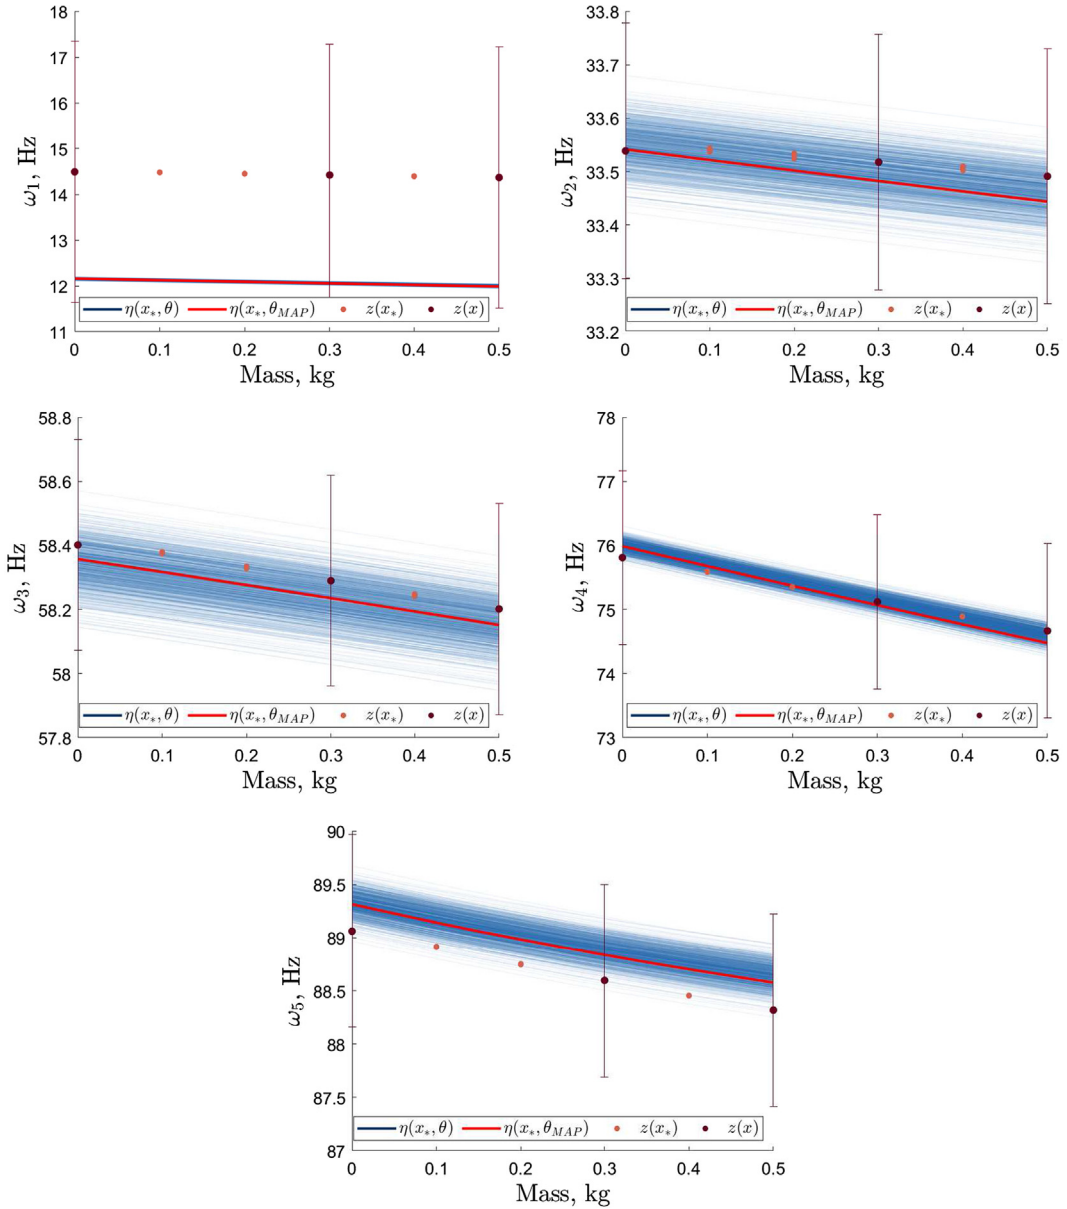 18
17
16
15
14
13
12
11
ω1, Hz
η(x*, θ) η(x*, θMAP) z(x*) z(x)
0 0.1 0.2 0.3 0.4 0.5
Mass, kg
33.8
33.7
33.6
33.5
33.4
33.3
33.2
ω2, Hz
η(x*, θ) η(x*, θMAP) z(x*) z(x)
0 0.1 0.2 0.3 0.4 0.5
Mass, kg
58.8
58.6
58.4
58.2
58
57.8
ω3, Hz
η(x*, θ) η(x*, θMAP) z(x*) z(x)
0 0.1 0.2 0.3 0.4 0.5
Mass, kg
78
77
76
75
74
73
ω4, Hz
η(x*, θ) η(x*, θMAP) z(x*) z(x)
0 0.1 0.2 0.3 0.4 0.5
Mass, kg
90
89.5
89
88.5
88
87.5
87
ω5, Hz
η(x*, θ) η(x*, θMAP) z(x*) z(x)
0 0.1 0.2 0.3 0.4 0.5
Mass, kg